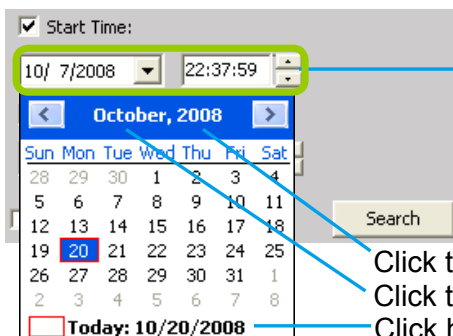 Start Time:
10/ 7/2008 22:37:59
October, 2008
Sun Mon Tue Wed Thu Fri Sat
28 29 30 1 2 3 4
5 6 7 8 9 10 11
12 13 14 15 16 17 18
Search
19 20 21 22 23 24 25
Click t
26 27 28 29 30 31 1
Click t
2 3 4 5 6 7 8
Today: 10/20/2008
Click